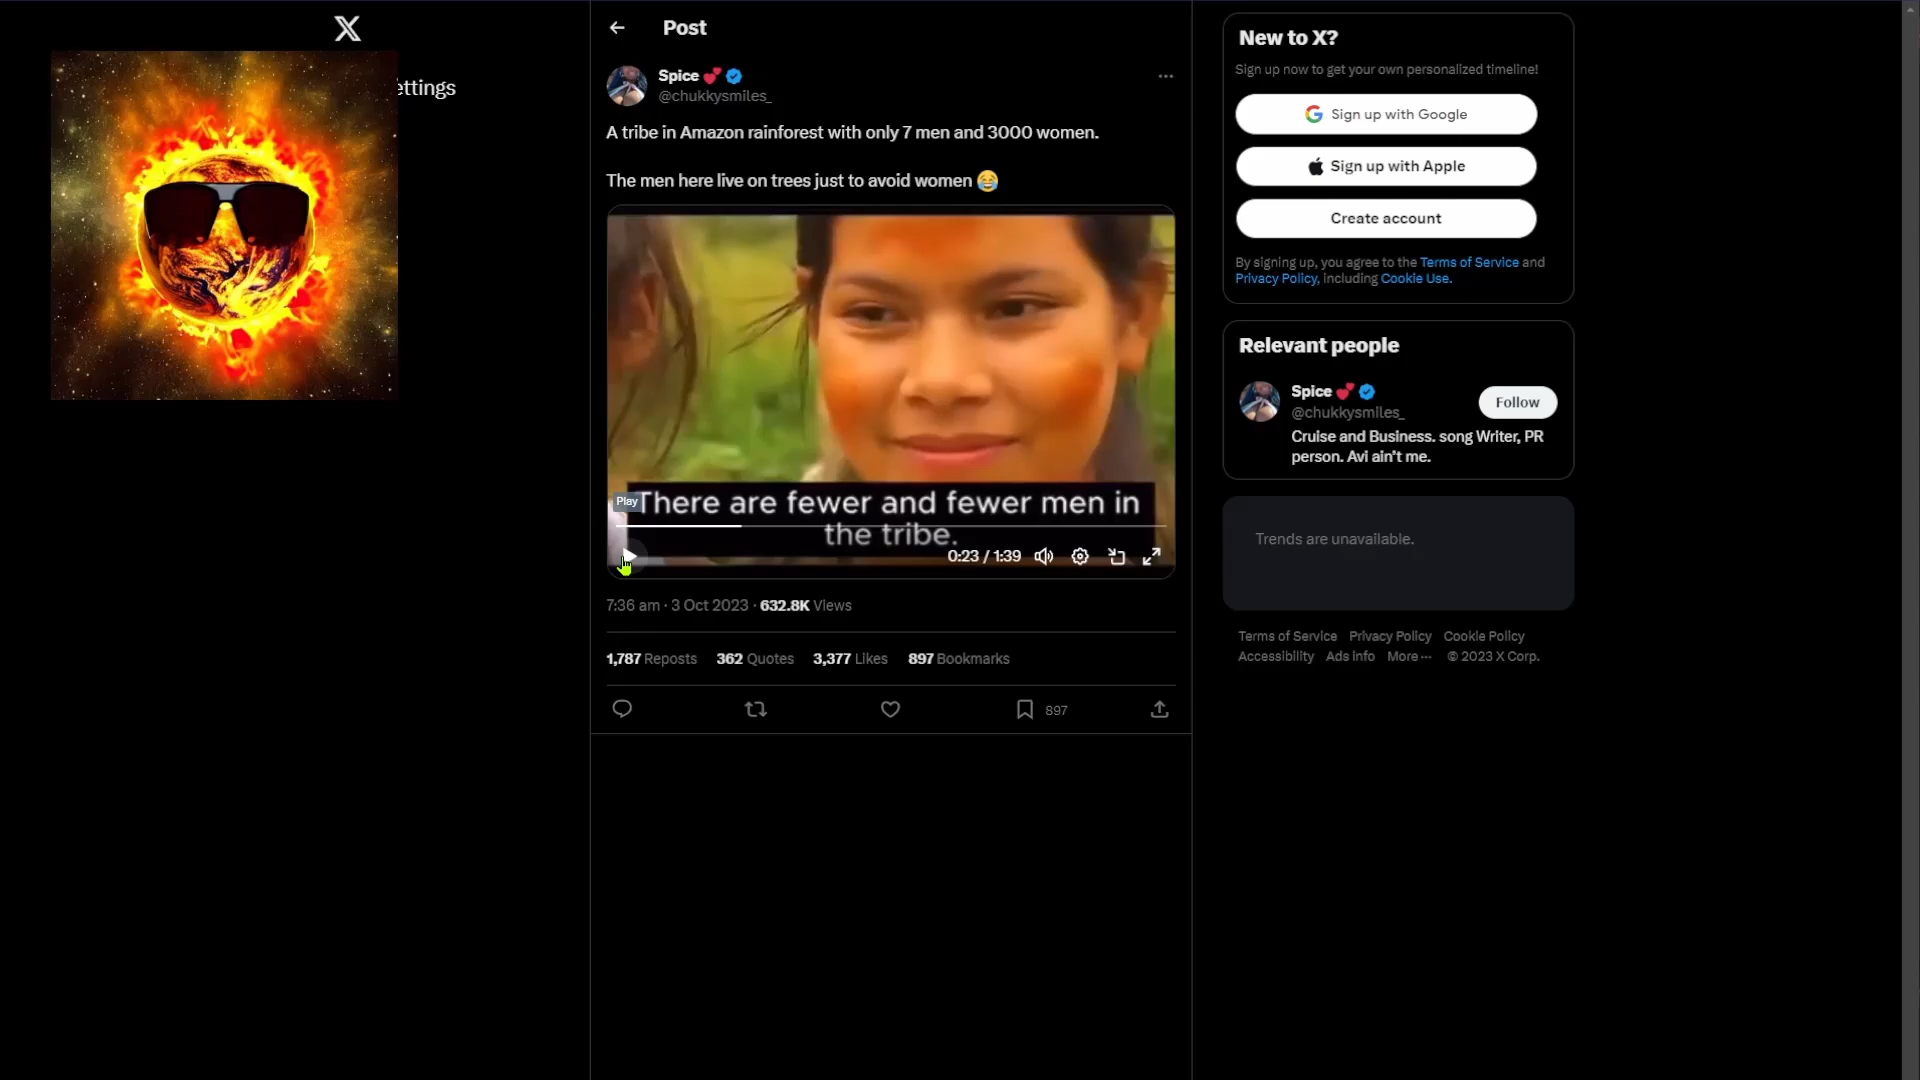 ettings
Post
Spice 💕
@chukkysmiles_
A tribe in Amazon rainforest with only 7 men and 3000 women.
The men here live on trees just to avoid women 😂
Play
There are fewer and fewer men in
the tribe.
0:23 / 1:39
7:36 am · 3 Oct 2023 · 632.8K Views
1,787 Reposts 362 Quotes 3,377 Likes 897 Bookmarks
897
New to X?
Sign up now to get your own personalized timeline!
Sign up with Google
Sign up with Apple
Create account
By signing up, you agree to the Terms of Service and
Privacy Policy, including Cookie Use.
Relevant people
Spice 💕
@chukkysmiles_
Follow
Cruise and Business. song Writer, PR
person. Avi ain't me.
Trends are unavailable.
Terms of Service Privacy Policy Cookie Policy
Accessibility Ads info More ··· © 2023 X Corp.